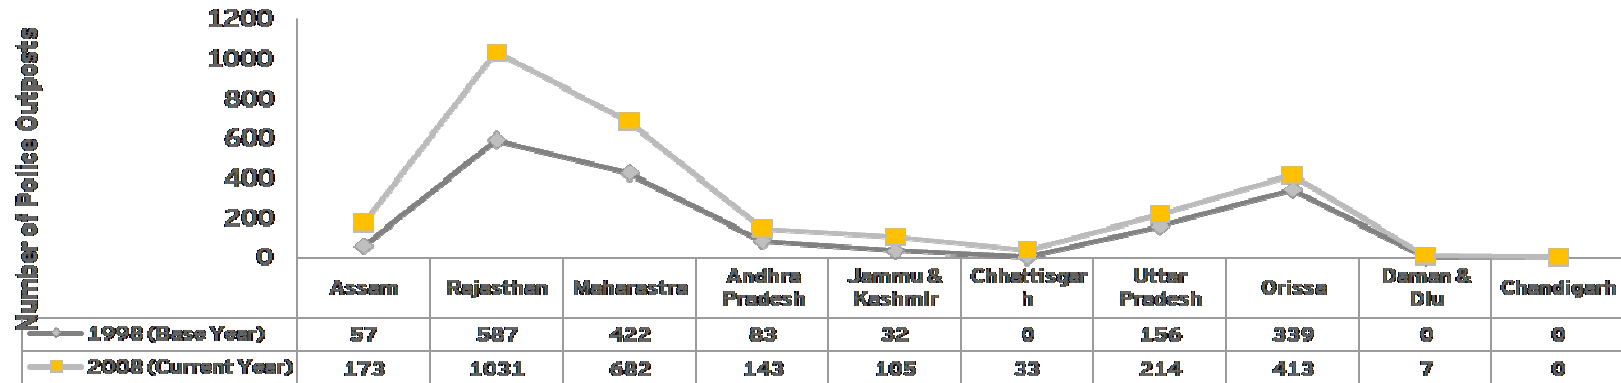 Number of Police Outposts
1200
1000
800
600
400
200
0
Assam Rajasthan Maharastra Andhra Pradesh Jammu & Kashmir Chhattisgar h Uttar Pradesh Orissa Daman & Diu Chandigarh
1998 (Base Year) 57 587 422 83 32 0 156 339 0 0
2008 (Current Year) 173 1031 682 143 105 33 214 413 7 0